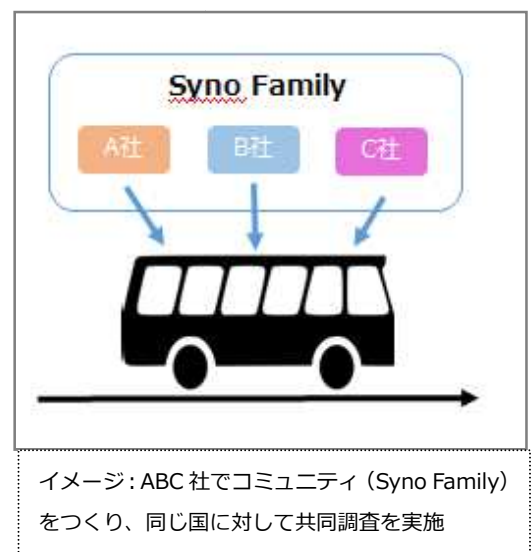 Syno Family
A社
B社
C社
イメージ：ABC 社でコミュニティ（Syno Family）
をつくり、同じ国に対して共同調査を実施